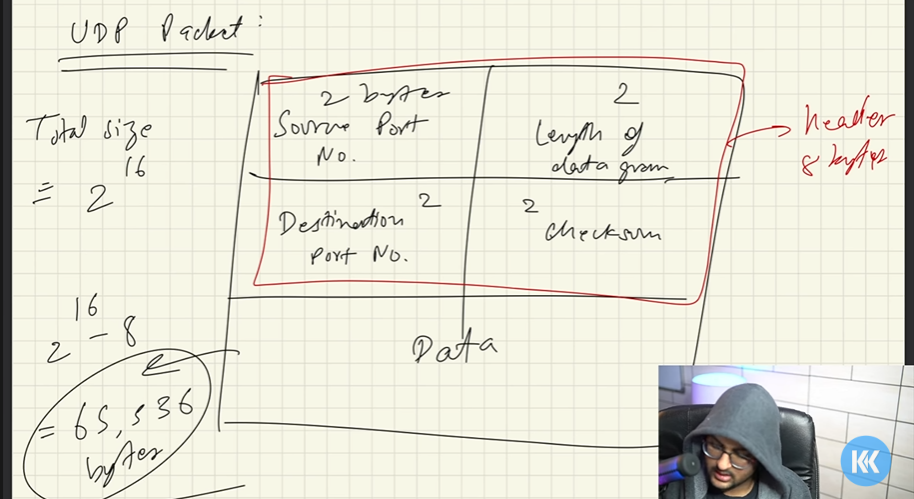 UDP Packet:
Total size
= 2^16
2^16 - 8
= 65,536
bytes
2 bytes
Source Port
No.
2
Length of
datagram
Destination 2
Port No.
2
checksum
Data
header
8 bytes
KK